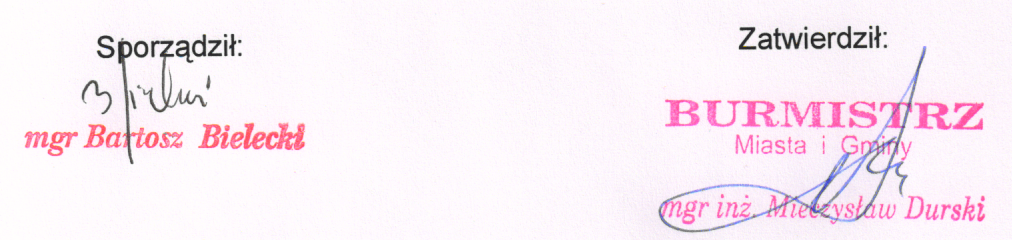 Sporządził:
mgr Bartosz Bielecki
Zatwierdził:
BURMISTRZ
Miasta i Gminy
mgr inż. Mieczysław Durski